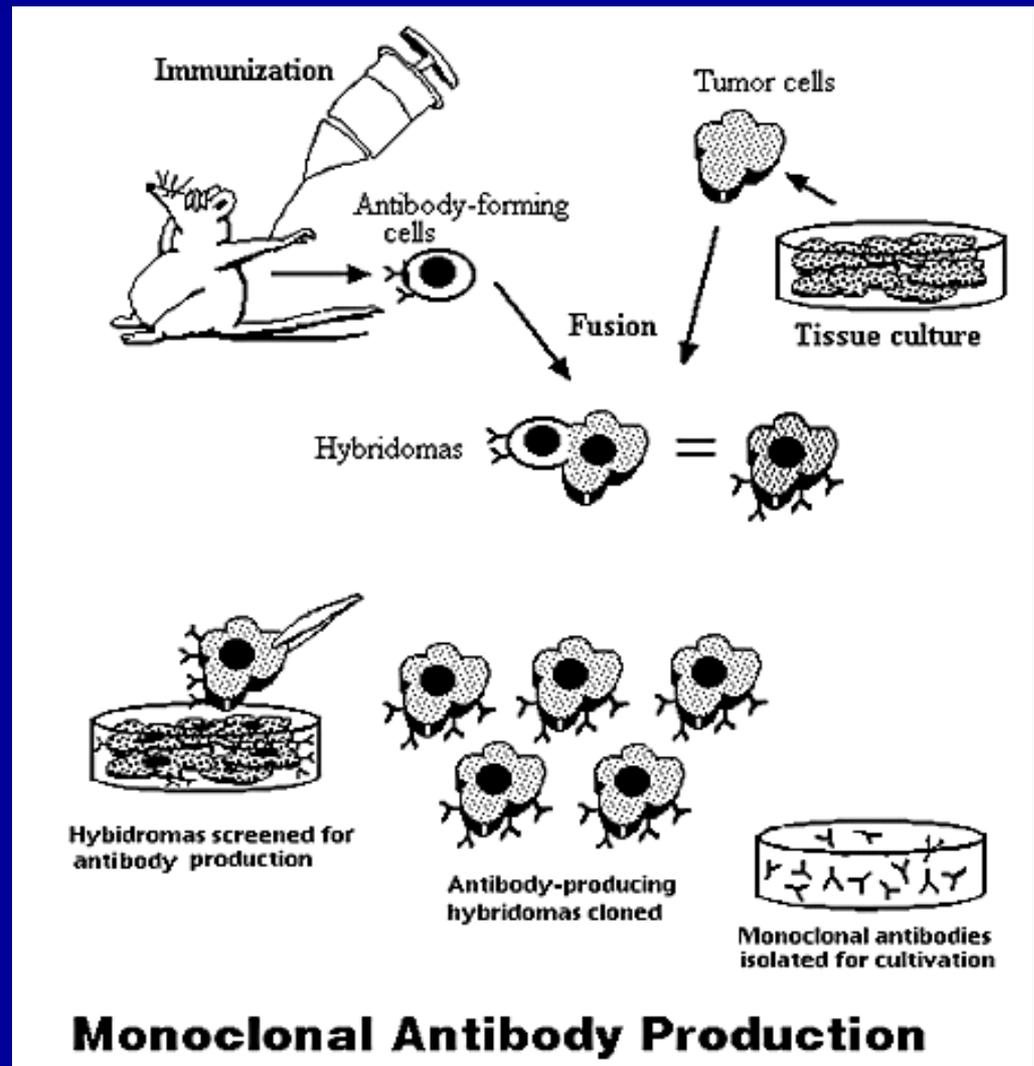 Immunization
Tumor cells
Antibody-forming
cells
Fusion
Tissue culture
Hybridomas
=
Hybidromas screened for
antibody production
Antibody-producing
hybridomas cloned
Monoclonal antibodies
isolated for cultivation
Monoclonal Antibody Production